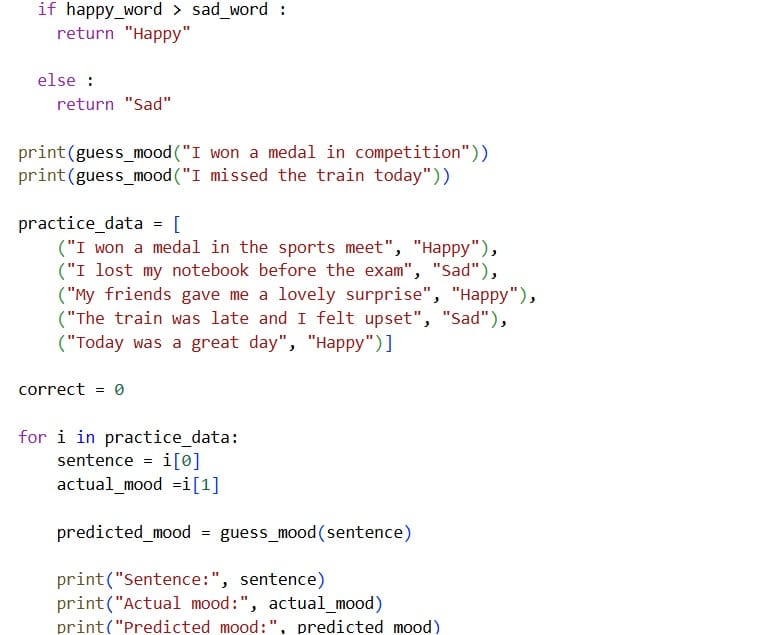 if happy_word > sad_word :
return "Happy"
else :
return "Sad"
print(guess_mood("I won a medal in competition"))
print(guess_mood("I missed the train today"))
practice_data = [
("I won a medal in the sports meet", "Happy"),
("I lost my notebook before the exam", "Sad"),
("My friends gave me a lovely surprise", "Happy"),
("The train was late and I felt upset", "Sad"),
("Today was a great day", "Happy")]
correct = 0
for i in practice_data:
sentence = i[0]
actual_mood =i[1]
predicted_mood = guess_mood(sentence)
print("Sentence:", sentence)
print("Actual mood:", actual_mood)
print("Predicted mood:", predicted_mood)